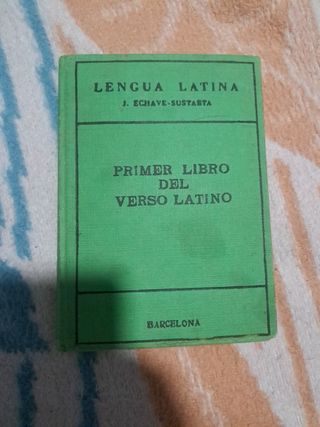 LENGUA LATINA
J. ECHAVE-SUSTAETA
PRIMER LIBRO
DEL
VERSO LATINO
BARCELONA